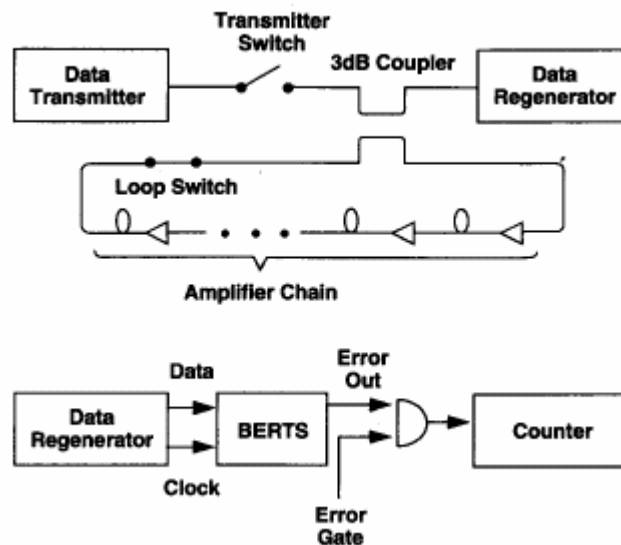 Transmitter
Switch
3dB Coupler
Data
Transmitter
Data
Regenerator
Loop Switch
Amplifier Chain
Data
Error
Out
Data
Regenerator
BERTS
Counter
Clock
Error
Gate